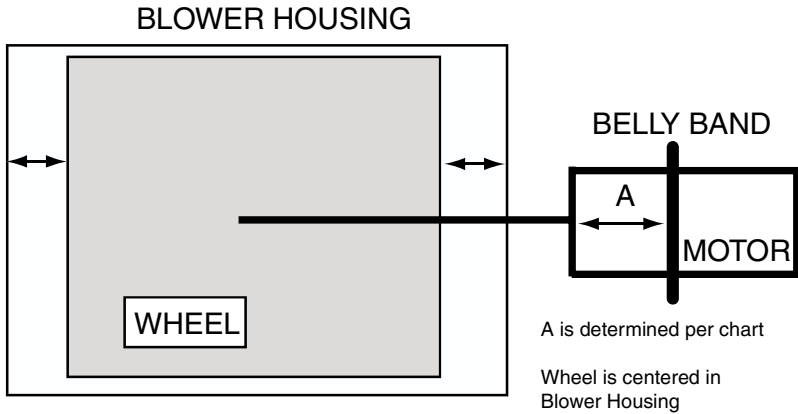 BLOWER HOUSING
BELLY BAND
A
MOTOR
WHEEL
A is determined per chart
Wheel is centered in
Blower Housing